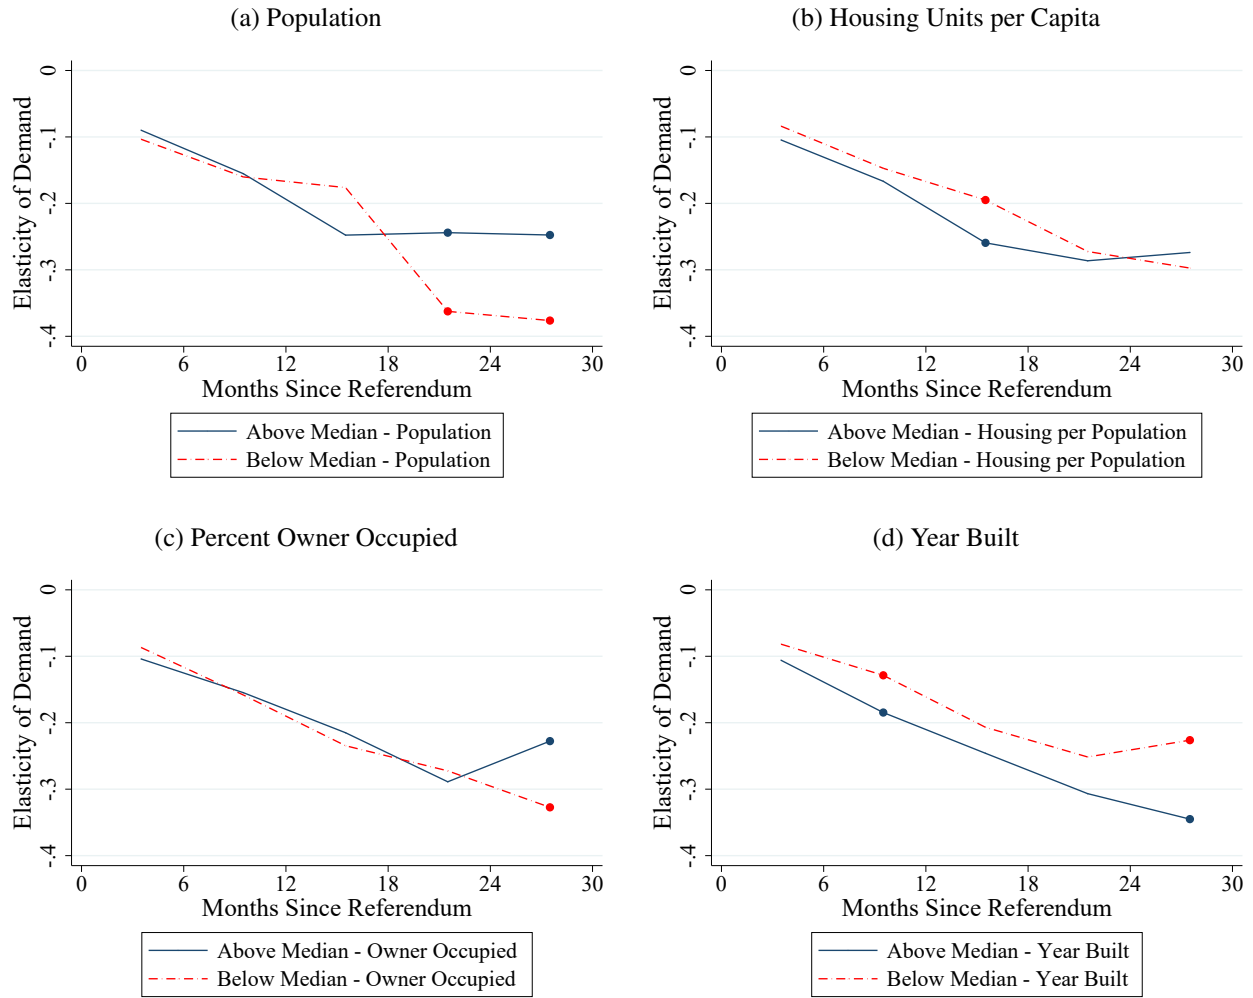 (a) Population
0
-.1
-.2
-.3
-.4
Elasticity of Demand
0 6 12 18 24 30
Months Since Referendum
Above Median - Population
Below Median - Population
(b) Housing Units per Capita
0
-.1
-.2
-.3
-.4
Elasticity of Demand
0 6 12 18 24 30
Months Since Referendum
Above Median - Housing per Population
Below Median - Housing per Population
(c) Percent Owner Occupied
0
-.1
-.2
-.3
-.4
Elasticity of Demand
0 6 12 18 24 30
Months Since Referendum
Above Median - Owner Occupied
Below Median - Owner Occupied
(d) Year Built
0
-.1
-.2
-.3
-.4
Elasticity of Demand
0 6 12 18 24 30
Months Since Referendum
Above Median - Year Built
Below Median - Year Built